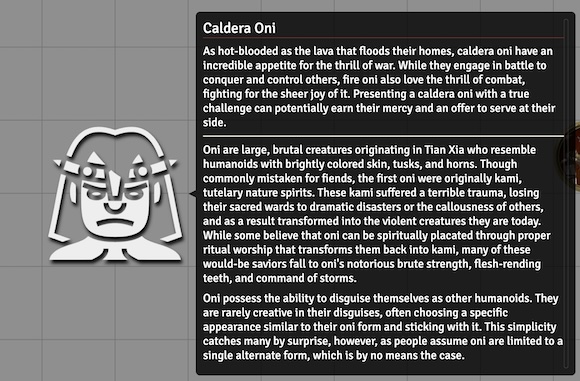 Caldera Oni
As hot-blooded as the lava that floods their homes, caldera oni have an
incredible appetite for the thrill of war. While they engage in battle to
conquer and control others, fire oni also love the thrill of combat,
fighting for the sheer joy of it. Presenting a caldera oni with a true
challenge can potentially earn their mercy and an offer to serve at their
side.
Oni are large, brutal creatures originating in Tian Xia who resemble
humanoids with brightly colored skin, tusks, and horns. Though
commonly mistaken for fiends, the first oni were originally kami,
tutelary nature spirits. These kami suffered a terrible trauma, losing
their sacred wards to dramatic disasters or the callousness of others,
and as a result transformed into the violent creatures they are today.
While some believe that oni can be spiritually placated through proper
ritual worship that transforms them back into kami, many of these
would-be saviors fall to oni's notorious brute strength, flesh-rending
teeth, and command of storms.
Oni possess the ability to disguise themselves as other humanoids. They
are rarely creative in their disguises, often choosing a specific
appearance similar to their oni form and sticking with it. This simplicity
catches many by surprise, however, as people assume oni are limited to a
single alternate form, which is by no means the case.